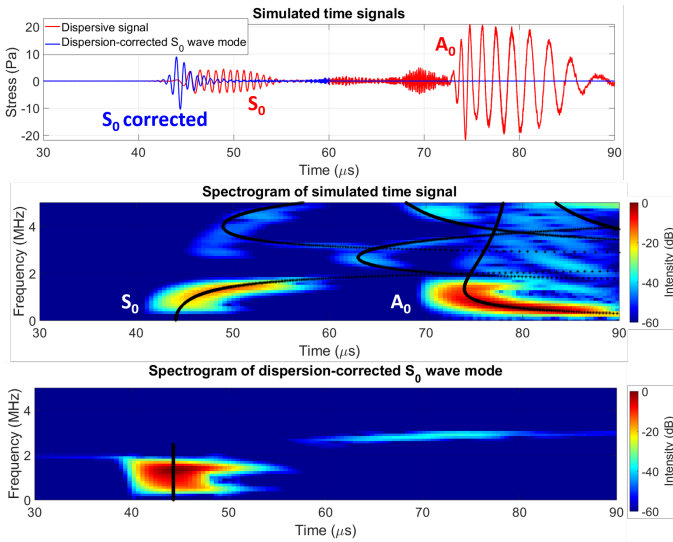 Simulated time signals
Dispersive signal
Dispersion-corrected S0 wave mode
Stress (Pa)
20
10
0
-10
-20
S0 corrected
S0
A0
30 40 50 60 70 80 90
Time (μs)
Spectrogram of simulated time signal
Frequency (MHz)
4
2
0
S0
A0
30 40 50 60 70 80 90
Time (μs)
0
-20
-40
-60
Intensity (dB)
Spectrogram of dispersion-corrected S0 wave mode
Frequency (MHz)
4
2
0
30 40 50 60 70 80 90
Time (μs)
0
-20
-40
-60
Intensity (dB)